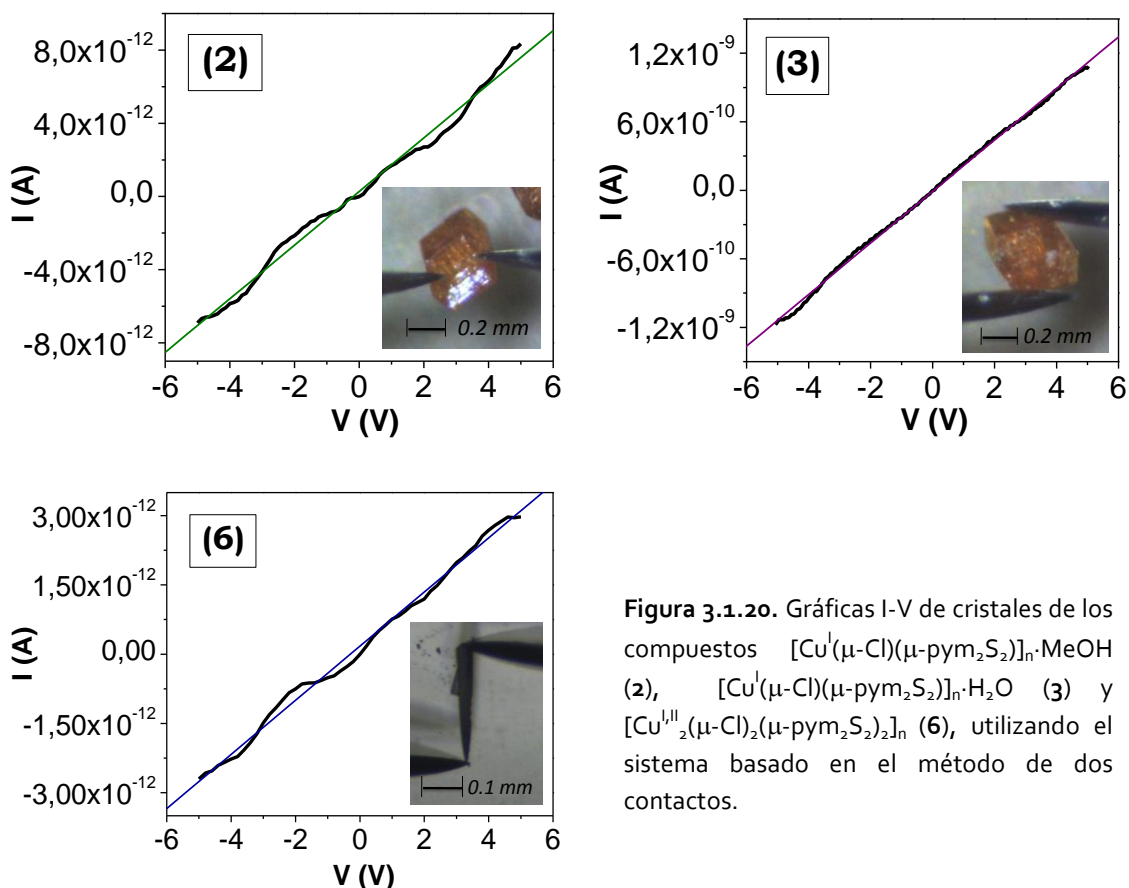 8,0x10⁻¹²
4,0x10⁻¹²
0,0
-4,0x10⁻¹²
-8,0x10⁻¹²
I (A)
(2)
0.2 mm
-6 -4 -2 0 2 4 6
V (V)
1,2x10⁻⁹
6,0x10⁻¹⁰
0,0
-6,0x10⁻¹⁰
-1,2x10⁻⁹
I (A)
(3)
0.2 mm
-6 -4 -2 0 2 4 6
V (V)
3,00x10⁻¹²
1,50x10⁻¹²
0,00
-1,50x10⁻¹²
-3,00x10⁻¹²
I (A)
(6)
0.1 mm
-6 -4 -2 0 2 4 6
V (V)
Figura 3.1.20. Gráficas I-V de cristales de los
compuestos [Cuᴵ(μ-Cl)(μ-pym₂S₂)]ₙ·MeOH
(2), [Cuᴵ(μ-Cl)(μ-pym₂S₂)]ₙ·H₂O (3) y
[Cuᴵ,ᴵᴵ₂(μ-Cl)₂(μ-pym₂S₂)₂]ₙ (6), utilizando el
sistema basado en el método de dos
contactos.